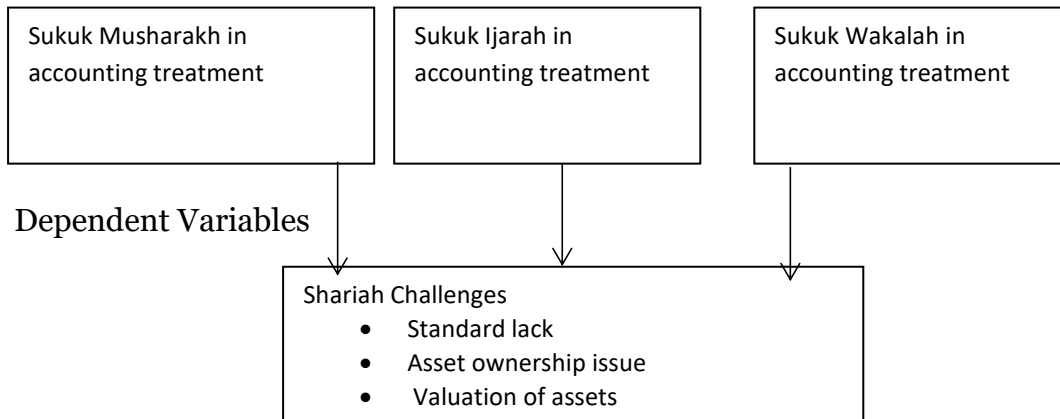 Sukuk Musharakh in
accounting treatment
Sukuk Ijarah in
accounting treatment
Sukuk Wakalah in
accounting treatment
Dependent Variables
Shariah Challenges
• Standard lack
• Asset ownership issue
• Valuation of assets